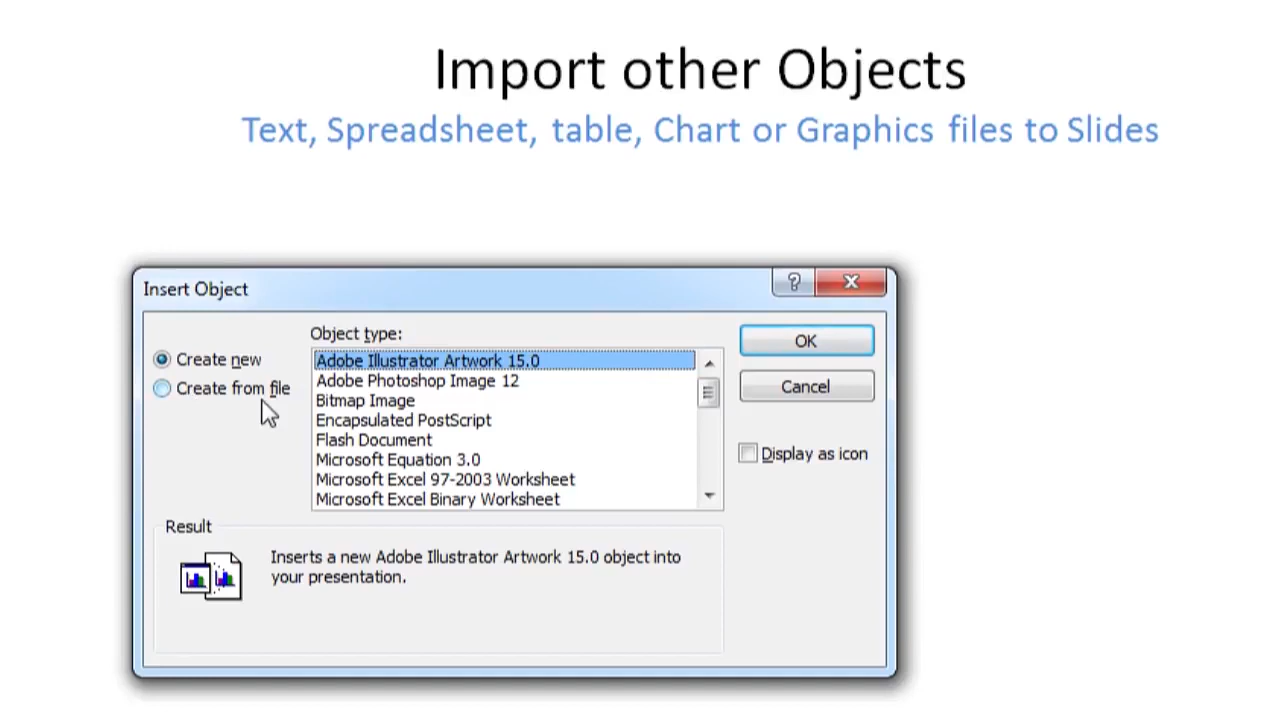 Import other Objects
Text, Spreadsheet, table, Chart or Graphics files to Slides
Insert Object
?
Object type:
Create new
Create from file
Adobe Illustrator Artwork 15.0
Adobe Photoshop Image 12
Bitmap Image
Encapsulated PostScript
Flash Document
Microsoft Equation 3.0
Microsoft Excel 97-2003 Worksheet
Microsoft Excel Binary Worksheet
OK
Cancel
Display as icon
Result
Inserts a new Adobe Illustrator Artwork 15.0 object into
your presentation.